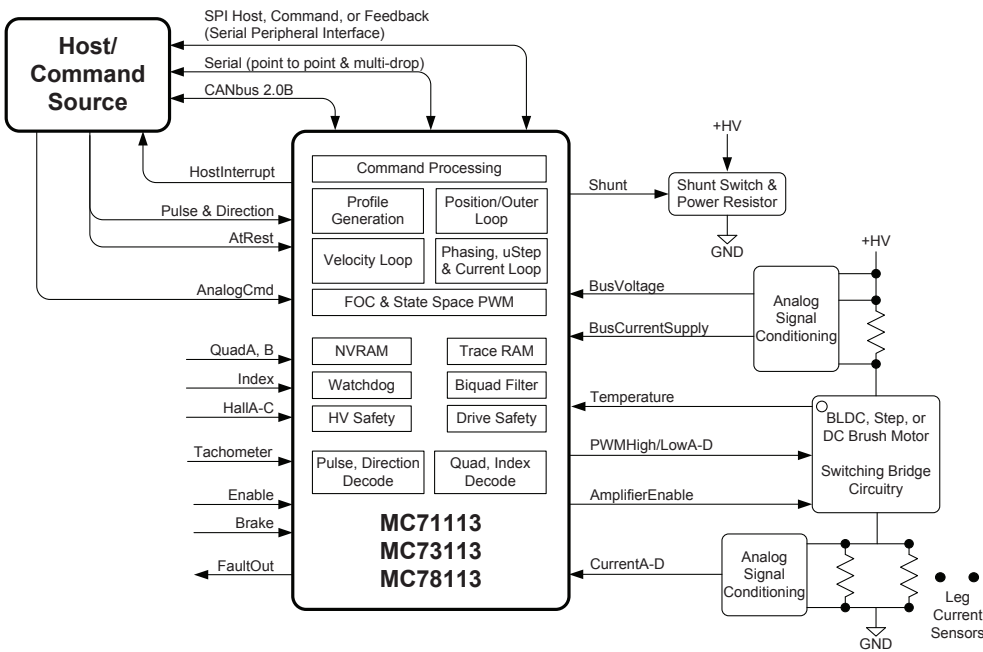 SPI Host, Command, or Feedback
(Serial Peripheral Interface)
Host/
Command
Source
Serial (point to point & multi-drop)
CANbus 2.0B
HostInterrupt
Pulse & Direction
AtRest
AnalogCmd
QuadA, B
Index
HallA-C
Tachometer
Enable
Brake
FaultOut
Command Processing
Profile
Generation
Position/Outer
Loop
Velocity Loop
Phasing, uStep
& Current Loop
FOC & State Space PWM
NVRAM
Trace RAM
Watchdog
Biquad Filter
HV Safety
Drive Safety
Pulse, Direction
Decode
Quad, Index
Decode
MC71113
MC73113
MC78113
Shunt
+HV
Shunt Switch &
Power Resistor
GND
+HV
BusVoltage
BusCurrentSupply
Analog
Signal
Conditioning
Temperature
PWMHigh/LowA-D
AmplifierEnable
BLDC, Step, or
DC Brush Motor
Switching Bridge
Circuitry
CurrentA-D
Analog
Signal
Conditioning
Leg
Current
Sensors
GND